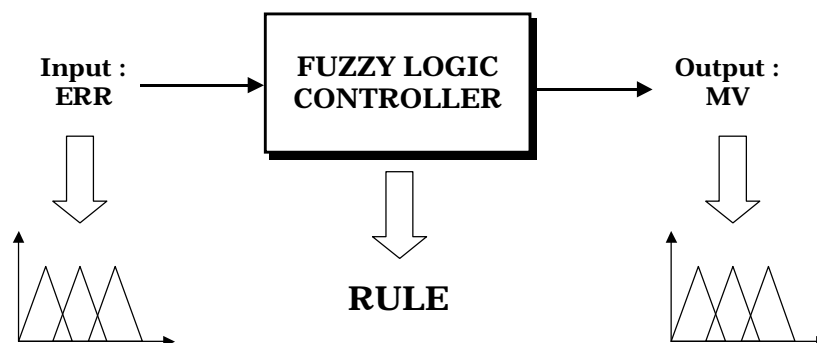 Input :
ERR
FUZZY LOGIC
CONTROLLER
Output :
MV
RULE